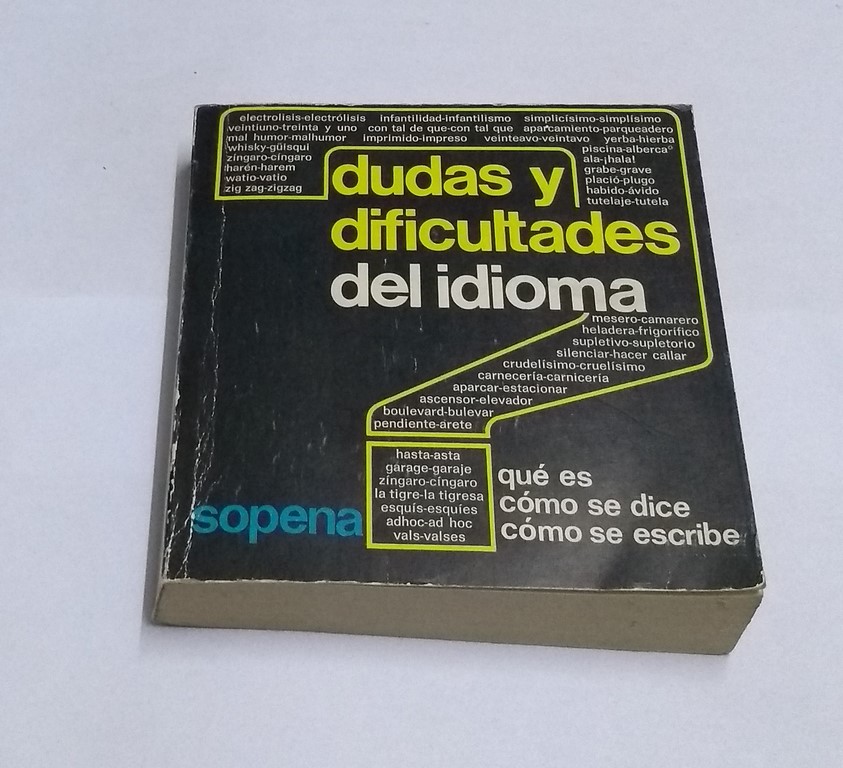 electrolisis-electrólisis infantilidad-infantilismo simplicísimo-simplísimo
veintiuno-treinta y uno con tal de que-con tal que aparcamiento-parqueadero
mal humor-malhumor imprimido-impreso veinteavo-veintavo yerba-hierba
whisky-güisqui
zíngaro-cíngaro
harén-harem
watio-vatio
zig zag-zigzag
piscina-alberca
ala-¡hala!
grabe-grave
plació-plugo
habido-ávido
tutelaje-tutela
dudas y
dificultades
del idioma
mesero-camarero
heladera-frigorífico
supletivo-supletorio
silenciar-hacer callar
crudelísimo-cruelísimo
carnecería-carnicería
aparcar-estacionar
ascensor-elevador
boulevard-bulevar
pendiente-arete
hasta-asta
garage-garaje
zíngaro-cíngaro
la tigre-la tigresa
esquís-esquíes
adhoc-ad hoc
vals-valses
qué es
cómo se dice
cómo se escribe
sopena